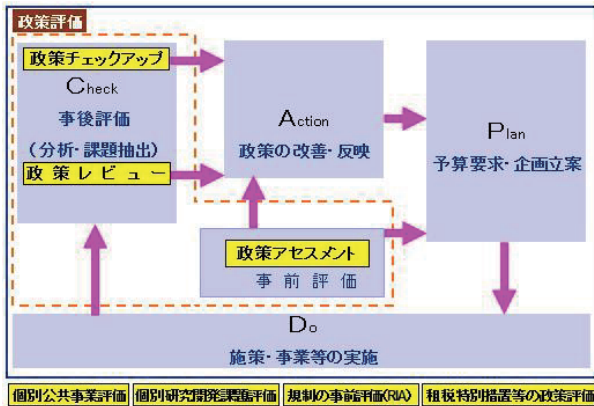 政策評価
政策チェックアップ
Check
事後評価
(分析・課題抽出)
政策レビュー
Action
政策の改善・反映
Plan
予算要求・企画立案
政策アセスメント
事前評価
Do
施策・事業等の実施
個別公共事業評価
個別研究開発課題評価
規制の事前評価(RIA)
租税特別措置等の政策評価